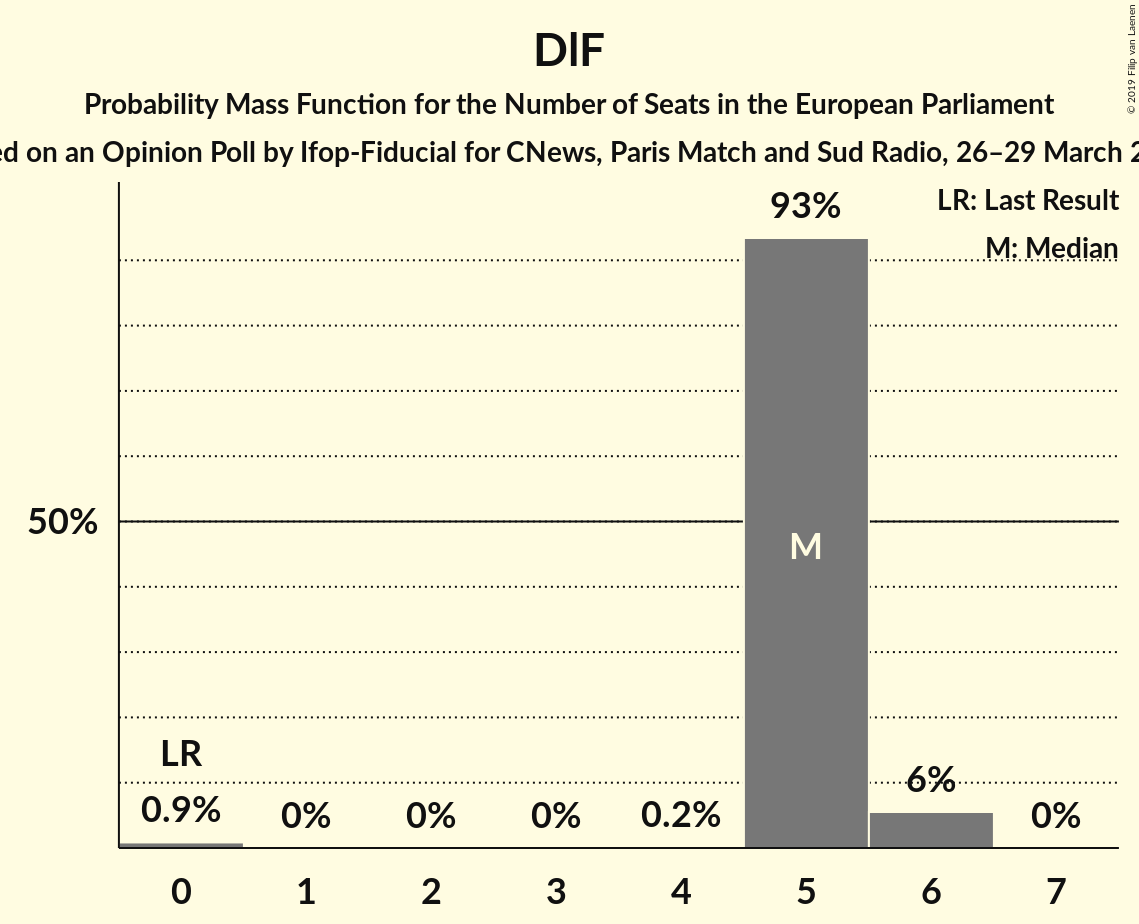 DlF
Probability Mass Function for the Number of Seats in the European Parliament
on an Opinion Poll by Ifop-Fiducial for CNews, Paris Match and Sud Radio, 26–29 March
© 2019 Filip van Laenen
LR: Last Result
M: Median
93%
50%
M
LR
0.9%
0%
0%
0%
0.2%
6%
0%
0
1
2
3
4
5
6
7